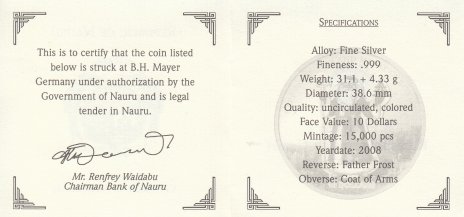 This is to certify that the coin listed
below is struck at B.H. Mayer
Germany under authorization by the
Government of Nauru and is legal
tender in Nauru.
Mr. Renfrey Waidabu
Chairman Bank of Nauru
SPECIFICATIONS
Alloy: Fine Silver
Fineness: .999
Weight: 31.1 + 4.33 g
Diameter: 38.6 mm
Quality: uncirculated, colored
Face Value: 10 Dollars
Mintage: 15,000 pcs
Yeardate: 2008
Reverse: Father Frost
Obverse: Coat of Arms